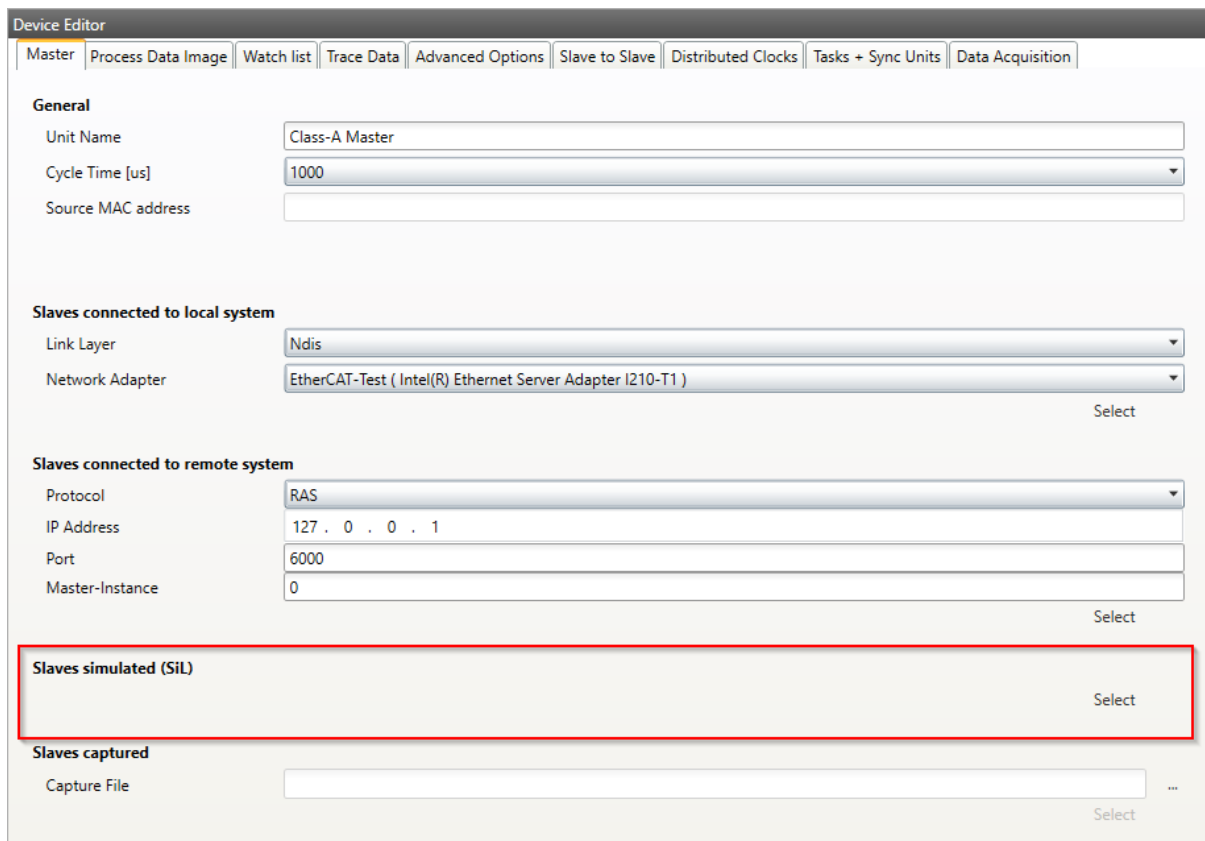 Device Editor
Master Process Data Image Watch list Trace Data Advanced Options Slave to Slave Distributed Clocks Tasks + Sync Units Data Acquisition
General
Unit Name Class-A Master
Cycle Time [us] 1000
Source MAC address
Slaves connected to local system
Link Layer Ndis
Network Adapter EtherCAT-Test ( Intel(R) Ethernet Server Adapter I210-T1 )
Select
Slaves connected to remote system
Protocol RAS
IP Address 127 . 0 . 0 . 1
Port 6000
Master-Instance 0
Select
Slaves simulated (SiL)
Select
Slaves captured
Capture File ...
Select